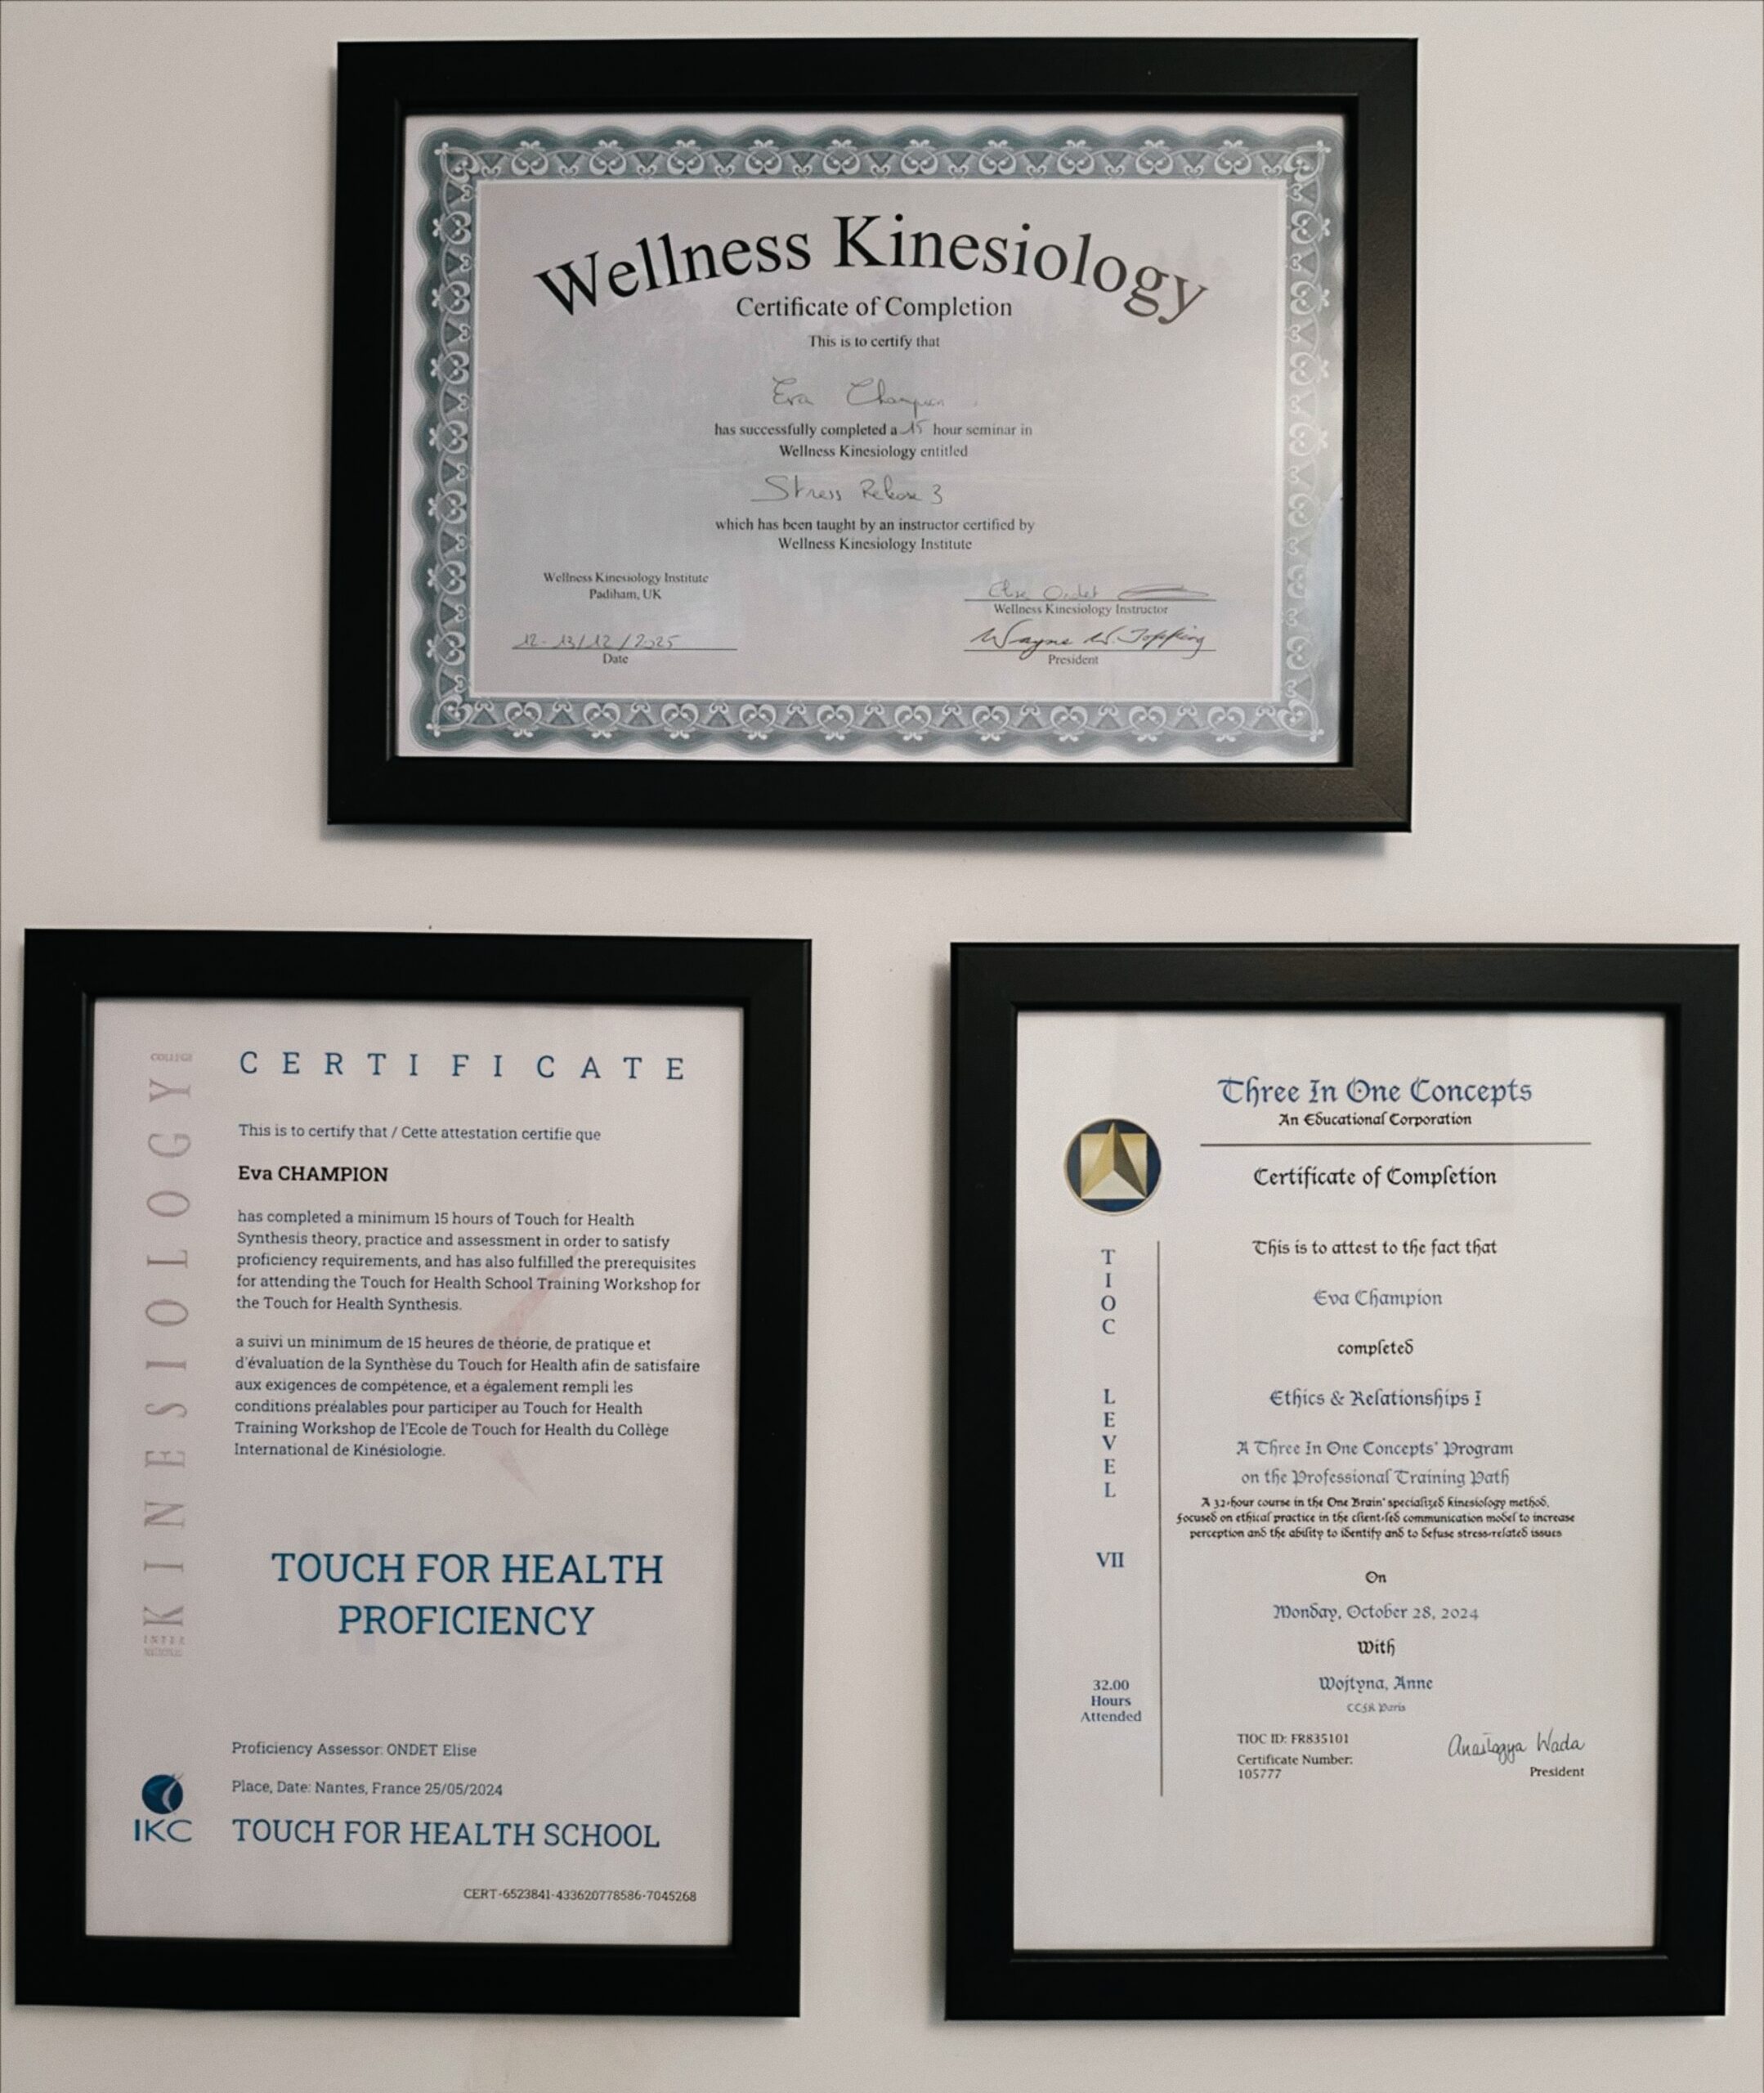 Wellness Kinesiology
Certificate of Completion
This is to certify that
Eva Champion
has successfully completed a 15 hour seminar in
Wellness Kinesiology entitled
Stress Release 3
which has been taught by an instructor certified by
Wellness Kinesiology Institute
Wellness Kinesiology Institute
Padiham, UK
12-13/12/2025
Date
Elise Ondet
Wellness Kinesiology Instructor
Wayne W. Topping
President
KINESIOLOGY
COLLEGE
INTER
NATIONAL
CERTIFICATE
This is to certify that / Cette attestation certifie que
Eva CHAMPION
has completed a minimum 15 hours of Touch for Health
Synthesis theory, practice and assessment in order to satisfy
proficiency requirements, and has also fulfilled the prerequisites
for attending the Touch for Health School Training Workshop for
the Touch for Health Synthesis.
a suivi un minimum de 15 heures de théorie, de pratique et
d'évaluation de la Synthèse du Touch for Health afin de satisfaire
aux exigences de compétence, et a également rempli les
conditions préalables pour participer au Touch for Health
Training Workshop de l'Ecole de Touch for Health du Collège
International de Kinésiologie.
TOUCH FOR HEALTH
PROFICIENCY
Proficiency Assessor: ONDET Elise
Place, Date: Nantes, France 25/05/2024
IKC
TOUCH FOR HEALTH SCHOOL
CERT-6523841-433620778586-7045268
Three In One Concepts
An Educational Corporation
Certificate of Completion
This is to attest to the fact that
Eva Champion
completed
Ethics & Relationships I
A Three In One Concepts' Program
on the Professional Training Path
A 32-hour course in the One Brain' specialized kinesiology method,
focused on ethical practice in the client-led communication model to increase
perception and the ability to identify and to defuse stress-related issues
On
Monday, October 28, 2024
With
Wojtyna, Anne
CCSR Paris
TIOC LEVEL
VII
32.00
Hours
Attended
TIOC ID: FR835101
Certificate Number:
105777
Anastasya Wada
President